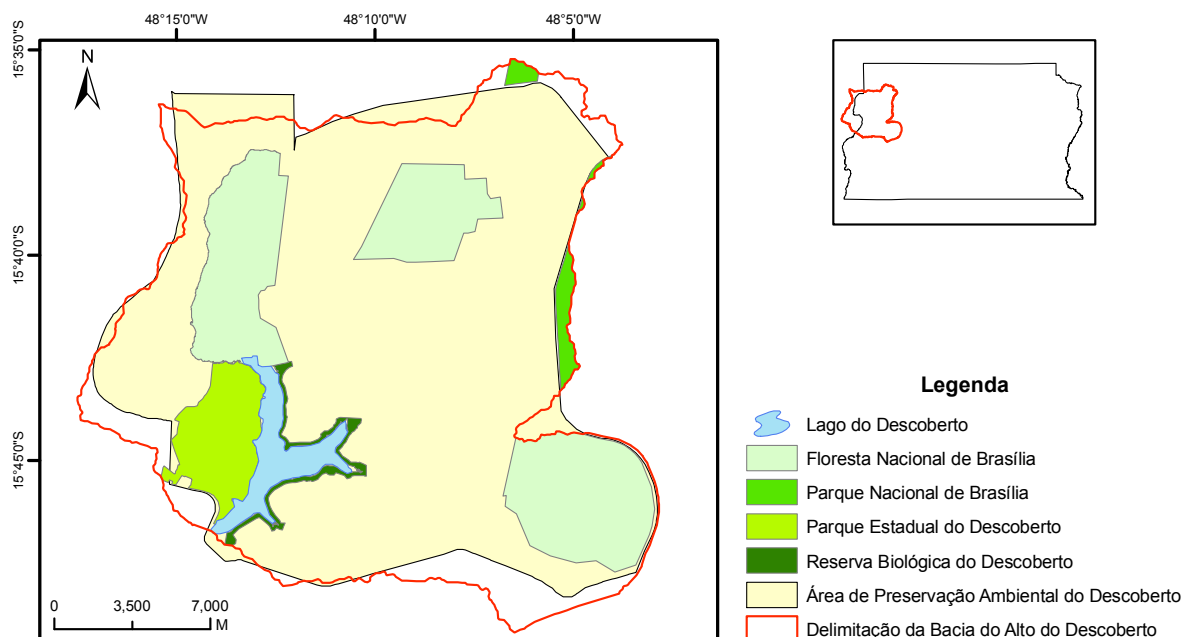 48°15'0"W 48°10'0"W 48°5'0"W
15°35'0"S
N
15°40'0"S
15°45'0"S
0 3,500 7,000
M
Legenda
Lago do Descoberto
Floresta Nacional de Brasília
Parque Nacional de Brasília
Parque Estadual do Descoberto
Reserva Biológica do Descoberto
Área de Preservação Ambiental do Descoberto
Delimitação da Bacia do Alto do Descoberto